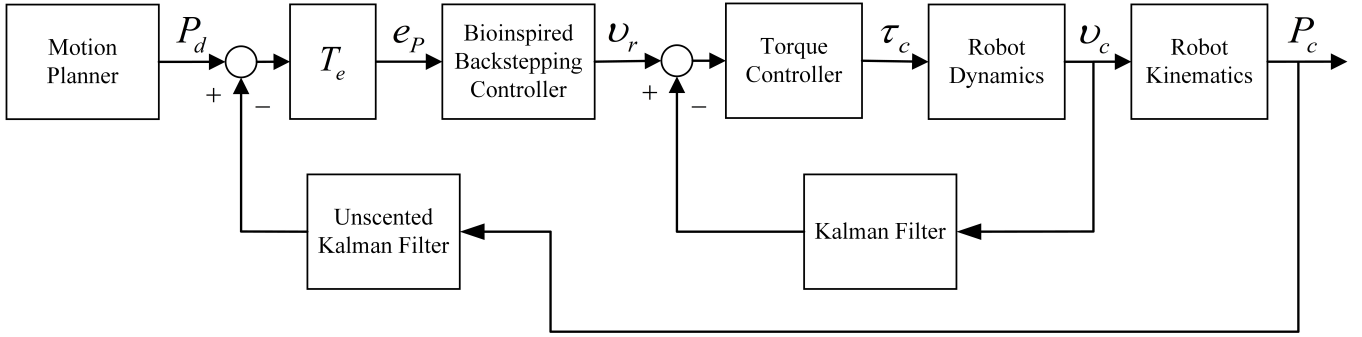 Motion
Planner
P_d
+
−
T_e
e_P
Bioinspired
Backstepping
Controller
υ_r
+
−
Torque
Controller
τ_c
Robot
Dynamics
υ_c
Robot
Kinematics
P_c
Unscented
Kalman Filter
Kalman Filter